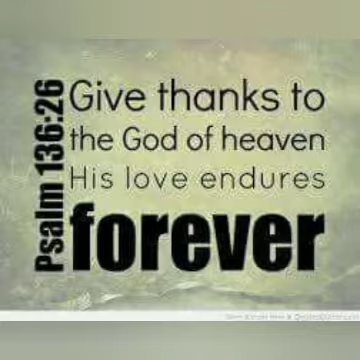 Psalm 136:26
Give thanks to
the God of heaven
His love endures
forever